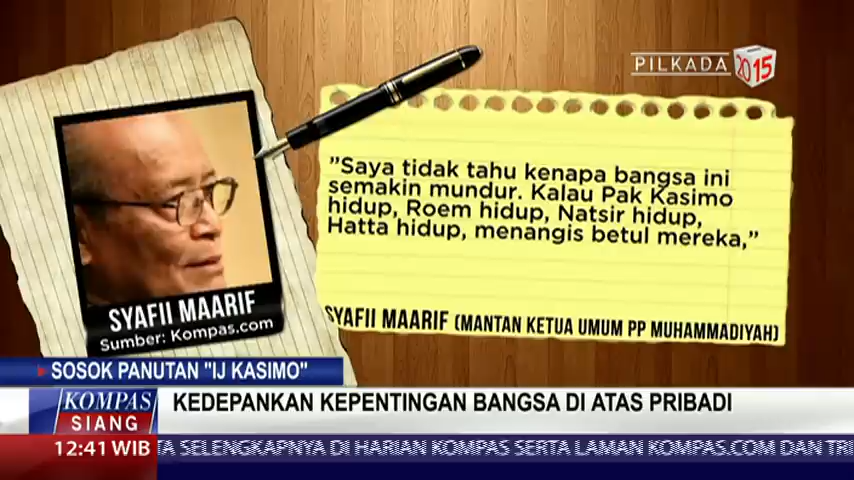 PILKADA 2015
"Saya tidak tahu kenapa bangsa ini
semakin mundur. Kalau Pak Kasimo
hidup, Roem hidup, Natsir hidup,
Hatta hidup, menangis betul mereka,"
SYAFII MAARIF
Sumber: Kompas.com
SYAFII MAARIF (MANTAN KETUA UMUM PP MUHAMMADIYAH)
SOSOK PANUTAN "IJ KASIMO"
KOMPAS
SIANG
KEDEPANKAN KEPENTINGAN BANGSA DI ATAS PRIBADI
12:41 WIB
TA SELENGKAPNYA DI HARIAN KOMPAS SERTA LAMAN KOMPAS.COM DAN TRI